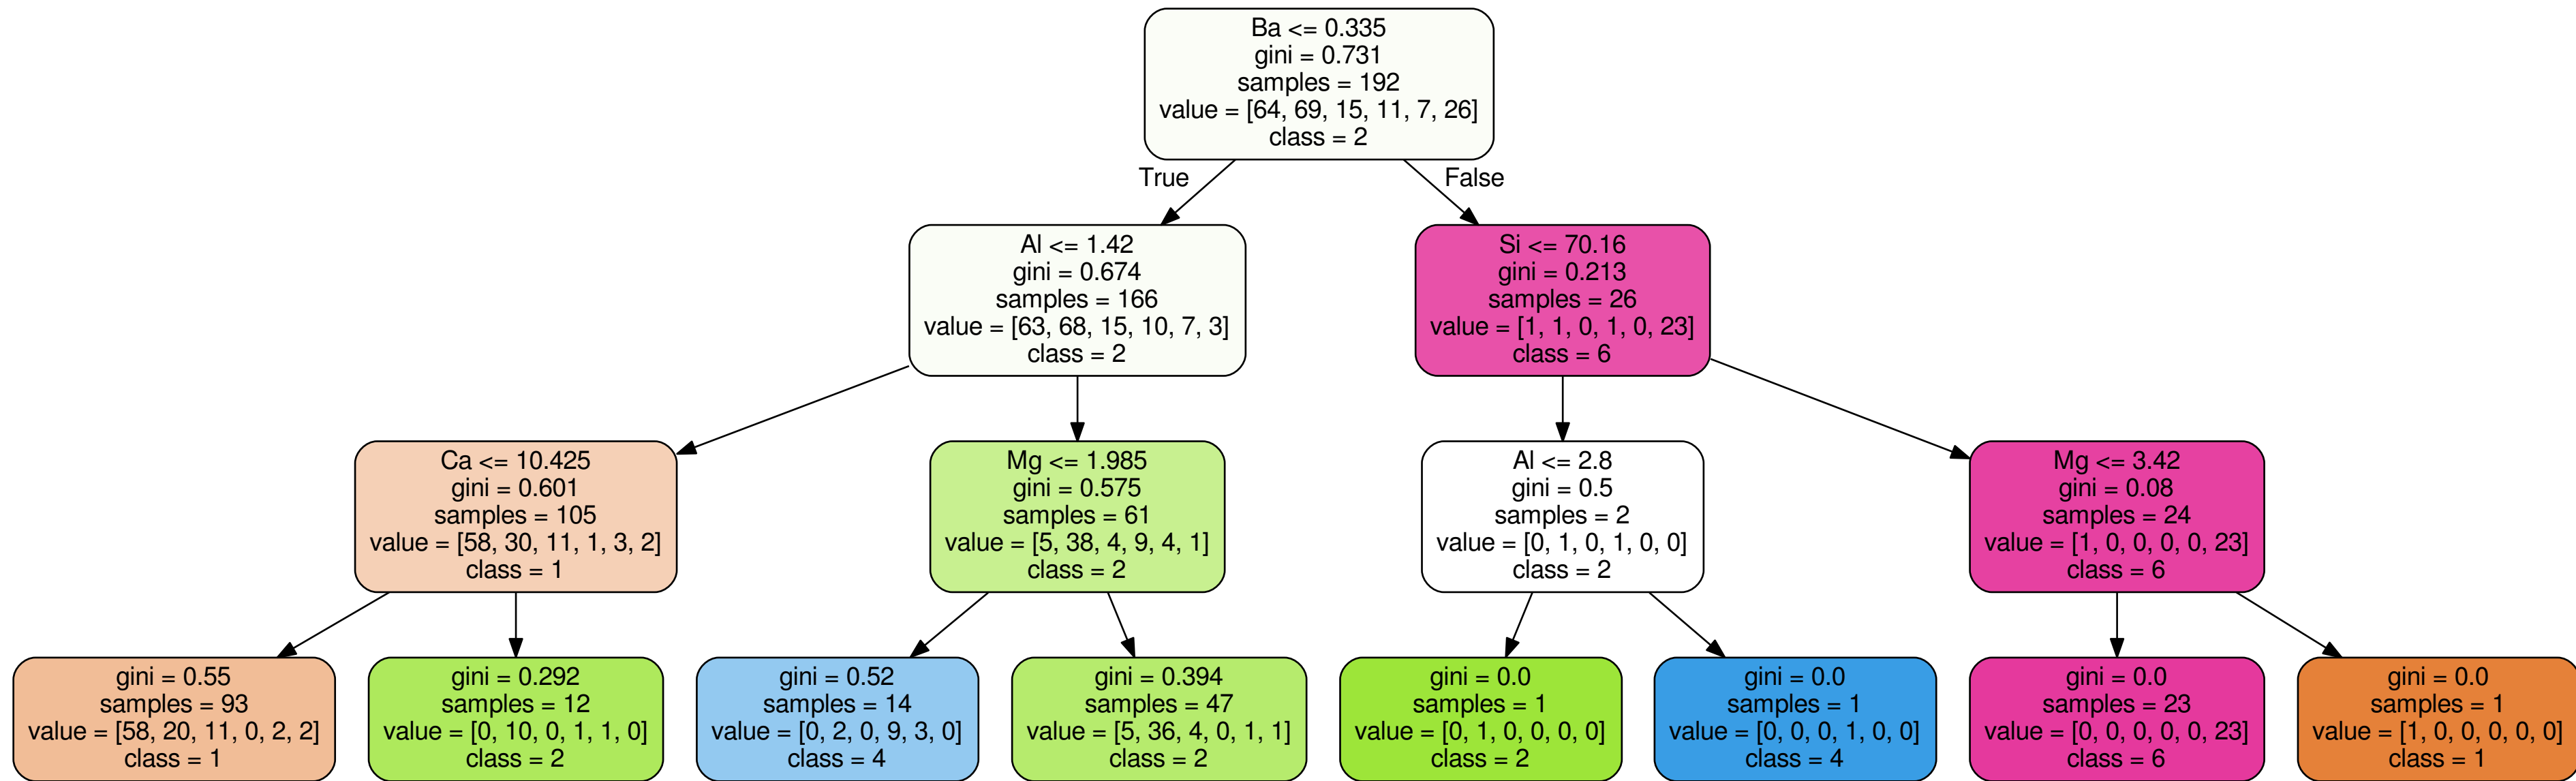 Ba <= 0.335
gini = 0.731
samples = 192
value = [64, 69, 15, 11, 7, 26]
class = 2
True
False
Al <= 1.42
gini = 0.674
samples = 166
value = [63, 68, 15, 10, 7, 3]
class = 2
Si <= 70.16
gini = 0.213
samples = 26
value = [1, 1, 0, 1, 0, 23]
class = 6
Ca <= 10.425
gini = 0.601
samples = 105
value = [58, 30, 11, 1, 3, 2]
class = 1
Mg <= 1.985
gini = 0.575
samples = 61
value = [5, 38, 4, 9, 4, 1]
class = 2
Al <= 2.8
gini = 0.5
samples = 2
value = [0, 1, 0, 1, 0, 0]
class = 2
Mg <= 3.42
gini = 0.08
samples = 24
value = [1, 0, 0, 0, 0, 23]
class = 6
gini = 0.55
samples = 93
value = [58, 20, 11, 0, 2, 2]
class = 1
gini = 0.292
samples = 12
value = [0, 10, 0, 1, 1, 0]
class = 2
gini = 0.52
samples = 14
value = [0, 2, 0, 9, 3, 0]
class = 4
gini = 0.394
samples = 47
value = [5, 36, 4, 0, 1, 1]
class = 2
gini = 0.0
samples = 1
value = [0, 1, 0, 0, 0, 0]
class = 2
gini = 0.0
samples = 1
value = [0, 0, 0, 1, 0, 0]
class = 4
gini = 0.0
samples = 23
value = [0, 0, 0, 0, 0, 23]
class = 6
gini = 0.0
samples = 1
value = [1, 0, 0, 0, 0, 0]
class = 1